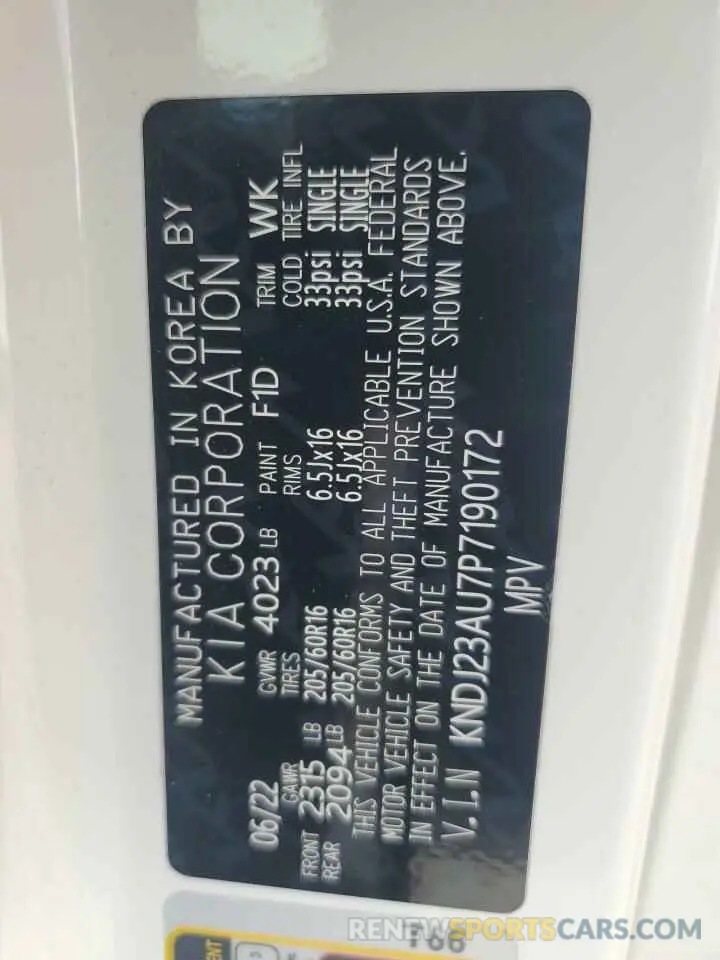 MANUFACTURED IN KOREA BY
KIA CORPORATION
06/22 GVWR 4023 LB PAINT F1D TRIM WK
GAWR TIRES RIMS COLD TIRE INFL
FRONT 2315 LB 205/60R16 6.5Jx16 33psi SINGLE
REAR 2094 LB 205/60R16 6.5Jx16 33psi SINGLE
THIS VEHICLE CONFORMS TO ALL APPLICABLE U.S.A. FEDERAL
MOTOR VEHICLE SAFETY AND THEFT PREVENTION STANDARDS
IN EFFECT ON THE DATE OF MANUFACTURE SHOWN ABOVE.
V.I.N KNDJ23AU7P7190172
MPV
RENEWSPORTSCARS.COM